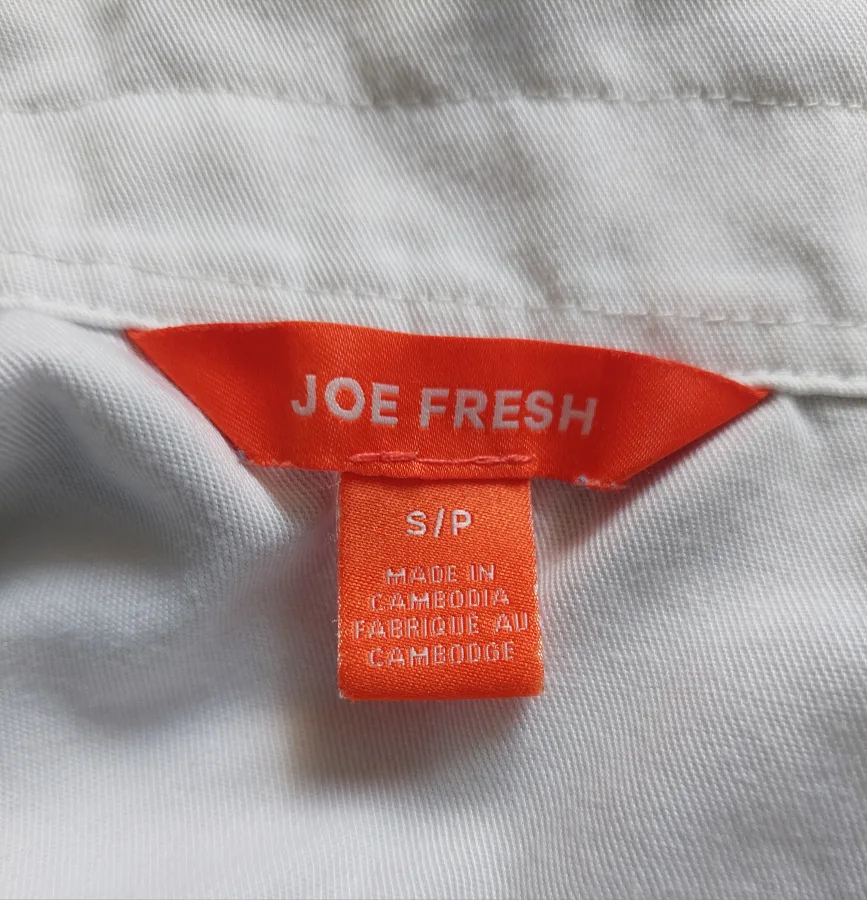 JOE FRESH
S/P
MADE IN
CAMBODIA
FABRIQUE AU
CAMBODGE